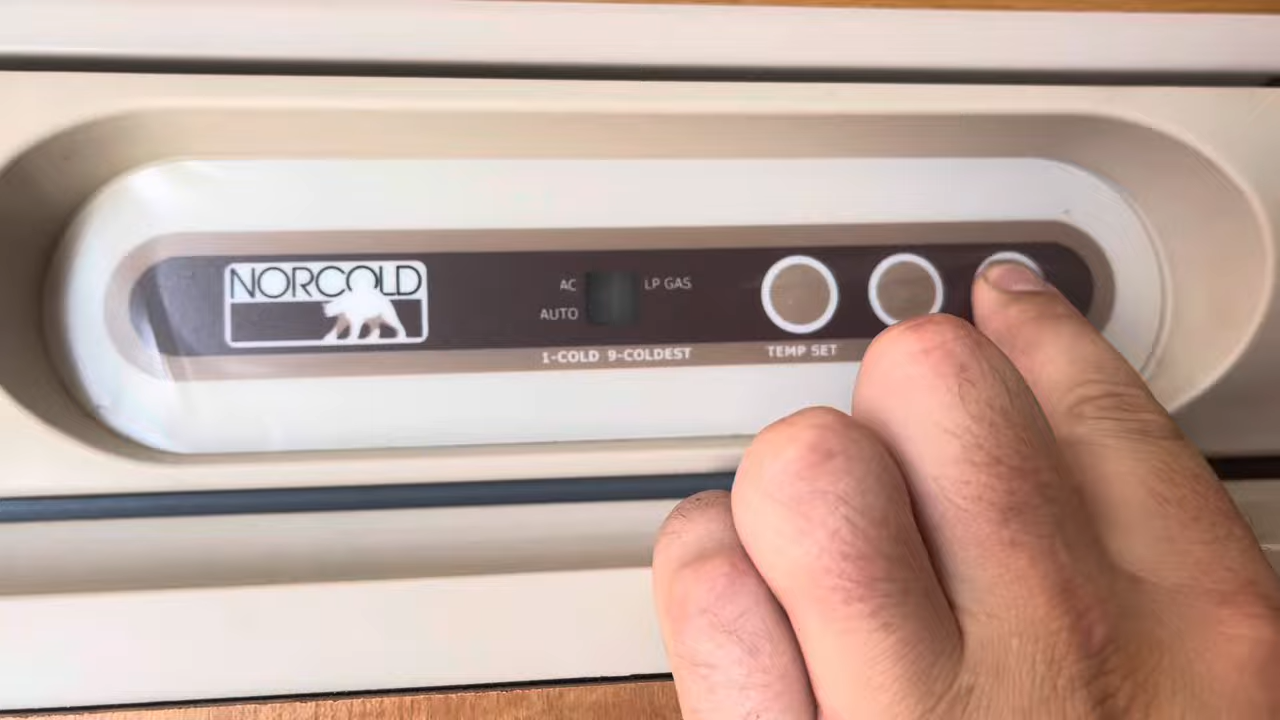 NORCOLD
AC
LP GAS
AUTO
1-COLD 9-COLDEST
TEMP SET